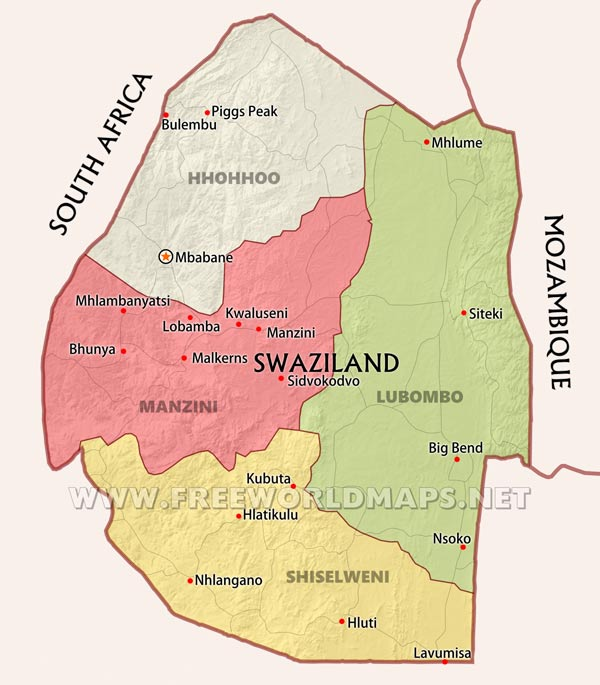 SOUTH AFRICA
Piggs Peak
Bulembu
Mhlume
HHOHHOO
MOZAMBIQUE
Mbabane
Mhlambanyatsi
Kwaluseni
Siteki
Lobamba
Manzini
Bhunya
Malkerns
SWAZILAND
Sidvokodvo
MANZINI
LUBOMBO
Big Bend
Kubuta
WWW.FREEWORLDMAPS.NET
Hlatikulu
Nsoko
Nhlangano
SHISELWENI
Hluti
Lavumisa